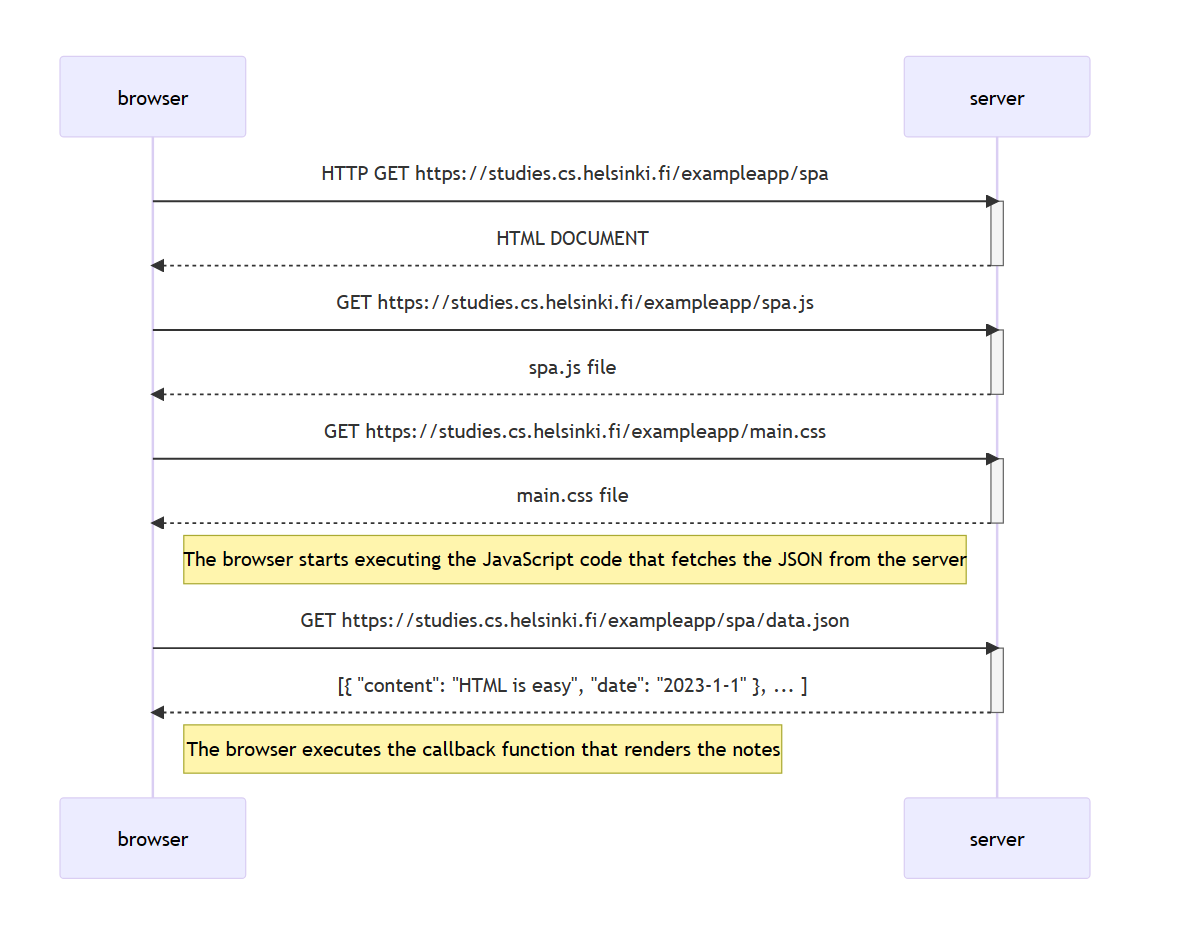 browser
server
HTTP GET https://studies.cs.helsinki.fi/exampleapp/spa
HTML DOCUMENT
GET https://studies.cs.helsinki.fi/exampleapp/spa.js
spa.js file
GET https://studies.cs.helsinki.fi/exampleapp/main.css
main.css file
The browser starts executing the JavaScript code that fetches the JSON from the server
GET https://studies.cs.helsinki.fi/exampleapp/spa/data.json
[{ "content": "HTML is easy", "date": "2023-1-1" }, ... ]
The browser executes the callback function that renders the notes
browser
server